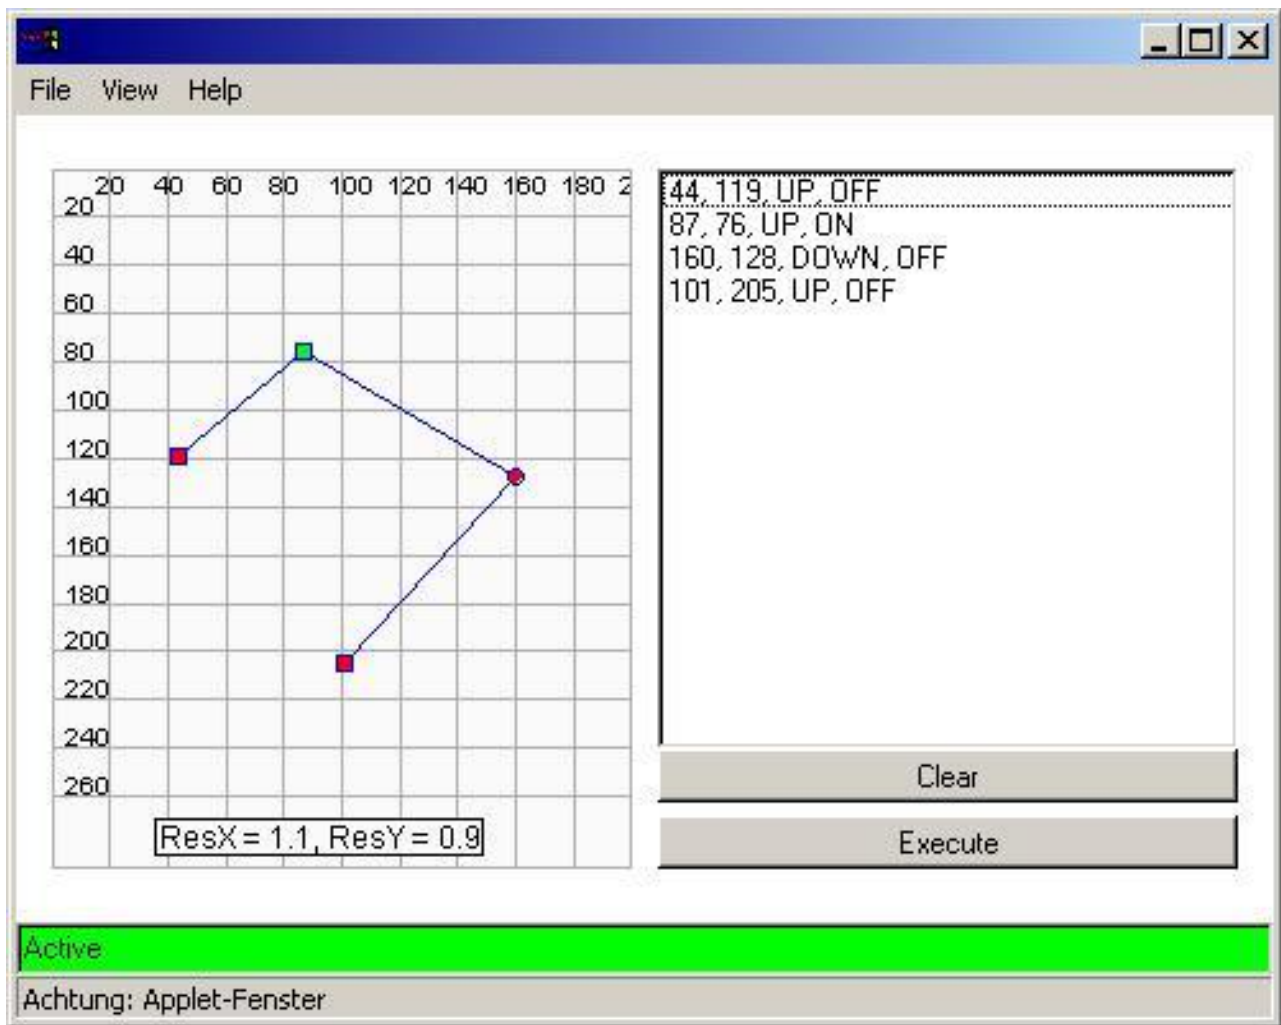 File View Help
20 40 60 80 100 120 140 160 180 2
20
40
60
80
100
120
140
160
180
200
220
240
260
ResX = 1.1, ResY = 0.9
44, 119, UP, OFF
87, 76, UP, ON
160, 128, DOWN, OFF
101, 205, UP, OFF
Clear
Execute
Active
Achtung: Applet-Fenster